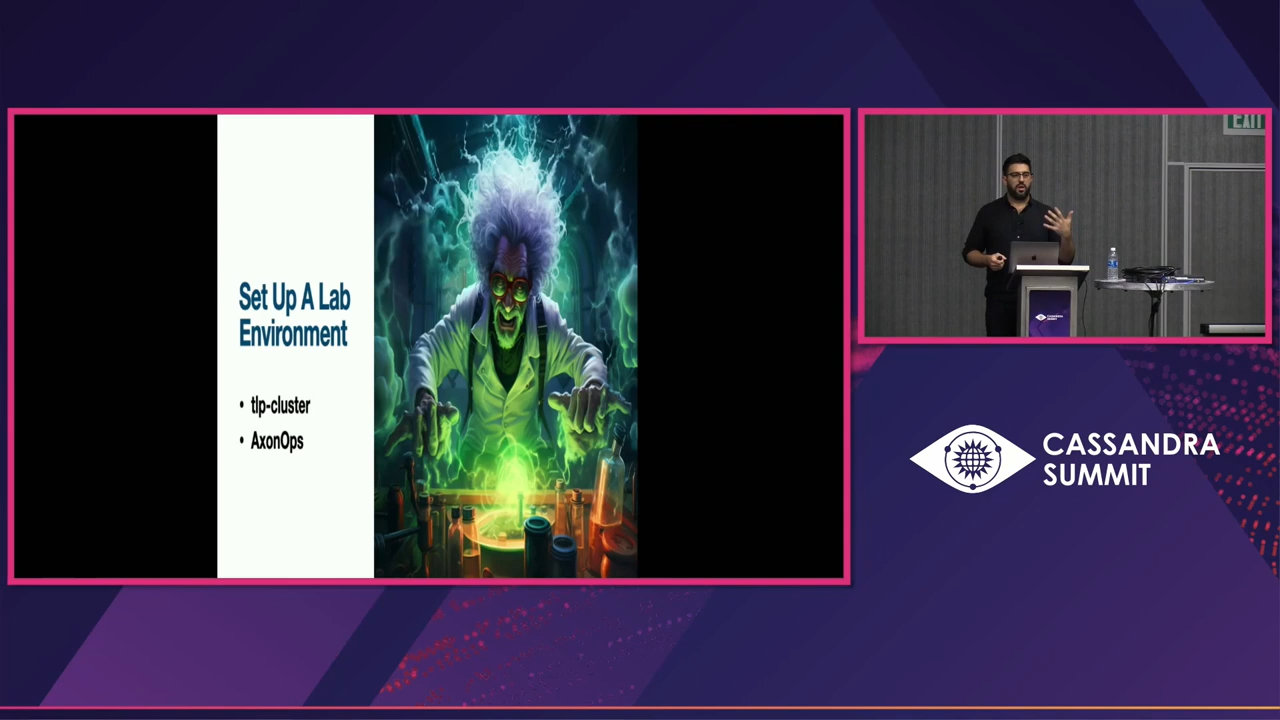 Set Up A Lab
Environment
• tlp-cluster
• AxonOps
EXIT
CASSANDRA
SUMMIT